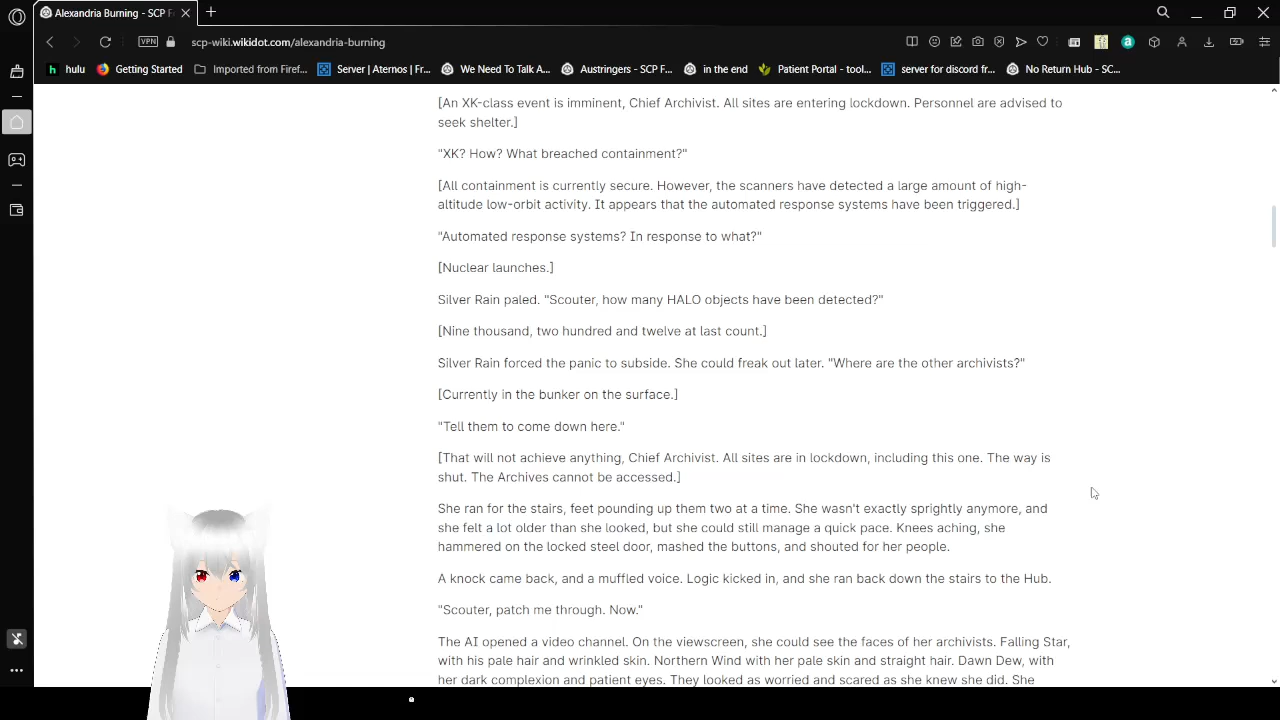 Alexandria Burning - SCP F
VPN
scp-wiki.wikidot.com/alexandria-burning
hulu
Getting Started
Imported from Firef...
Server | Aternos | Fr...
We Need To Talk A...
Austringers - SCP F...
in the end
Patient Portal - tool...
server for discord fr...
No Return Hub - SC...
[An XK-class event is imminent, Chief Archivist. All sites are entering lockdown. Personnel are advised to
seek shelter.]
"XK? How? What breached containment?"
[All containment is currently secure. However, the scanners have detected a large amount of high-
altitude low-orbit activity. It appears that the automated response systems have been triggered.]
"Automated response systems? In response to what?"
[Nuclear launches.]
Silver Rain paled. "Scouter, how many HALO objects have been detected?"
[Nine thousand, two hundred and twelve at last count.]
Silver Rain forced the panic to subside. She could freak out later. "Where are the other archivists?"
[Currently in the bunker on the surface.]
"Tell them to come down here."
[That will not achieve anything, Chief Archivist. All sites are in lockdown, including this one. The way is
shut. The Archives cannot be accessed.]
She ran for the stairs, feet pounding up them two at a time. She wasn't exactly sprightly anymore, and
she felt a lot older than she looked, but she could still manage a quick pace. Knees aching, she
hammered on the locked steel door, mashed the buttons, and shouted for her people.
A knock came back, and a muffled voice. Logic kicked in, and she ran back down the stairs to the Hub.
"Scouter, patch me through. Now."
The AI opened a video channel. On the viewscreen, she could see the faces of her archivists. Falling Star,
with his pale hair and wrinkled skin. Northern Wind with her pale skin and straight hair. Dawn Dew, with
her dark complexion and patient eyes. They looked as worried and scared as she knew she did. She